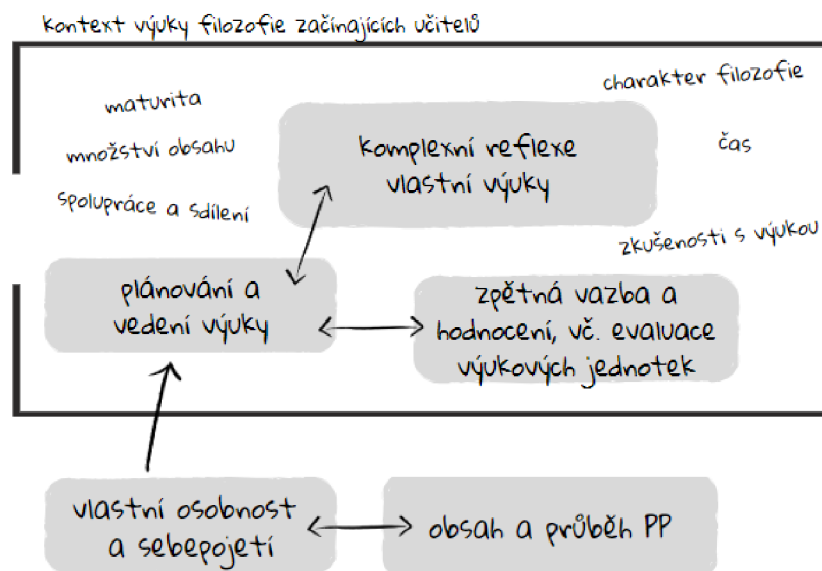 kontext výuky filozofie začínajících učitelů
charakter filozofie
maturita
komplexní reflexe
vlastní výuky
množství obsahu
čas
spolupráce a sdílení
zkušenosti s výukou
plánování a
vedení výuky
zpětná vazba a
hodnocení, vč. evaluace
výukových jednotek
vlastní osobnost
a sebepojetí
obsah a průběh PP